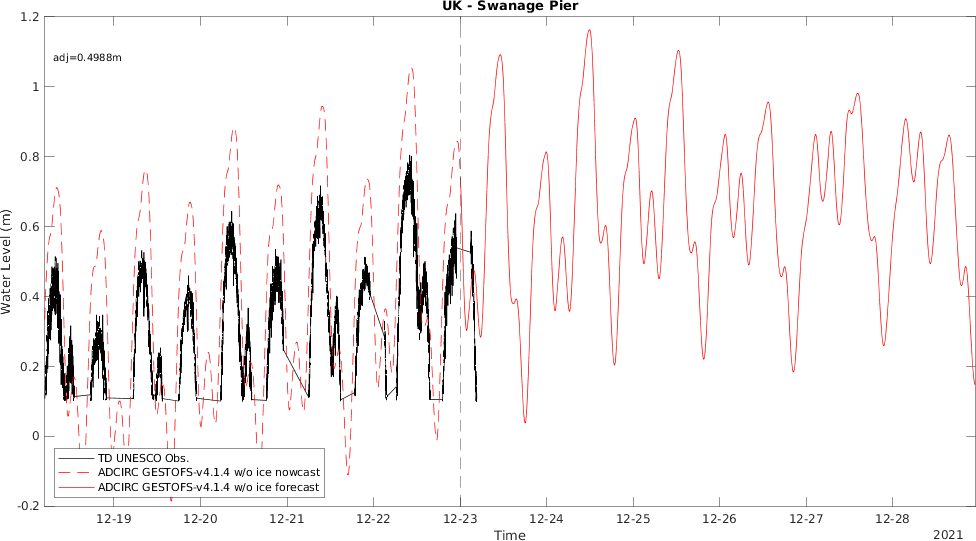 UK - Swanage Pier
adj=0.4988m
1.2
1
0.8
0.6
0.4
0.2
0
-0.2
Water Level (m)
TD UNESCO Obs.
ADCIRC GESTOFS-v4.1.4 w/o ice nowcast
ADCIRC GESTOFS-v4.1.4 w/o ice forecast
12-19 12-20 12-21 12-22 12-23 12-24 12-25 12-26 12-27 12-28
Time
2021